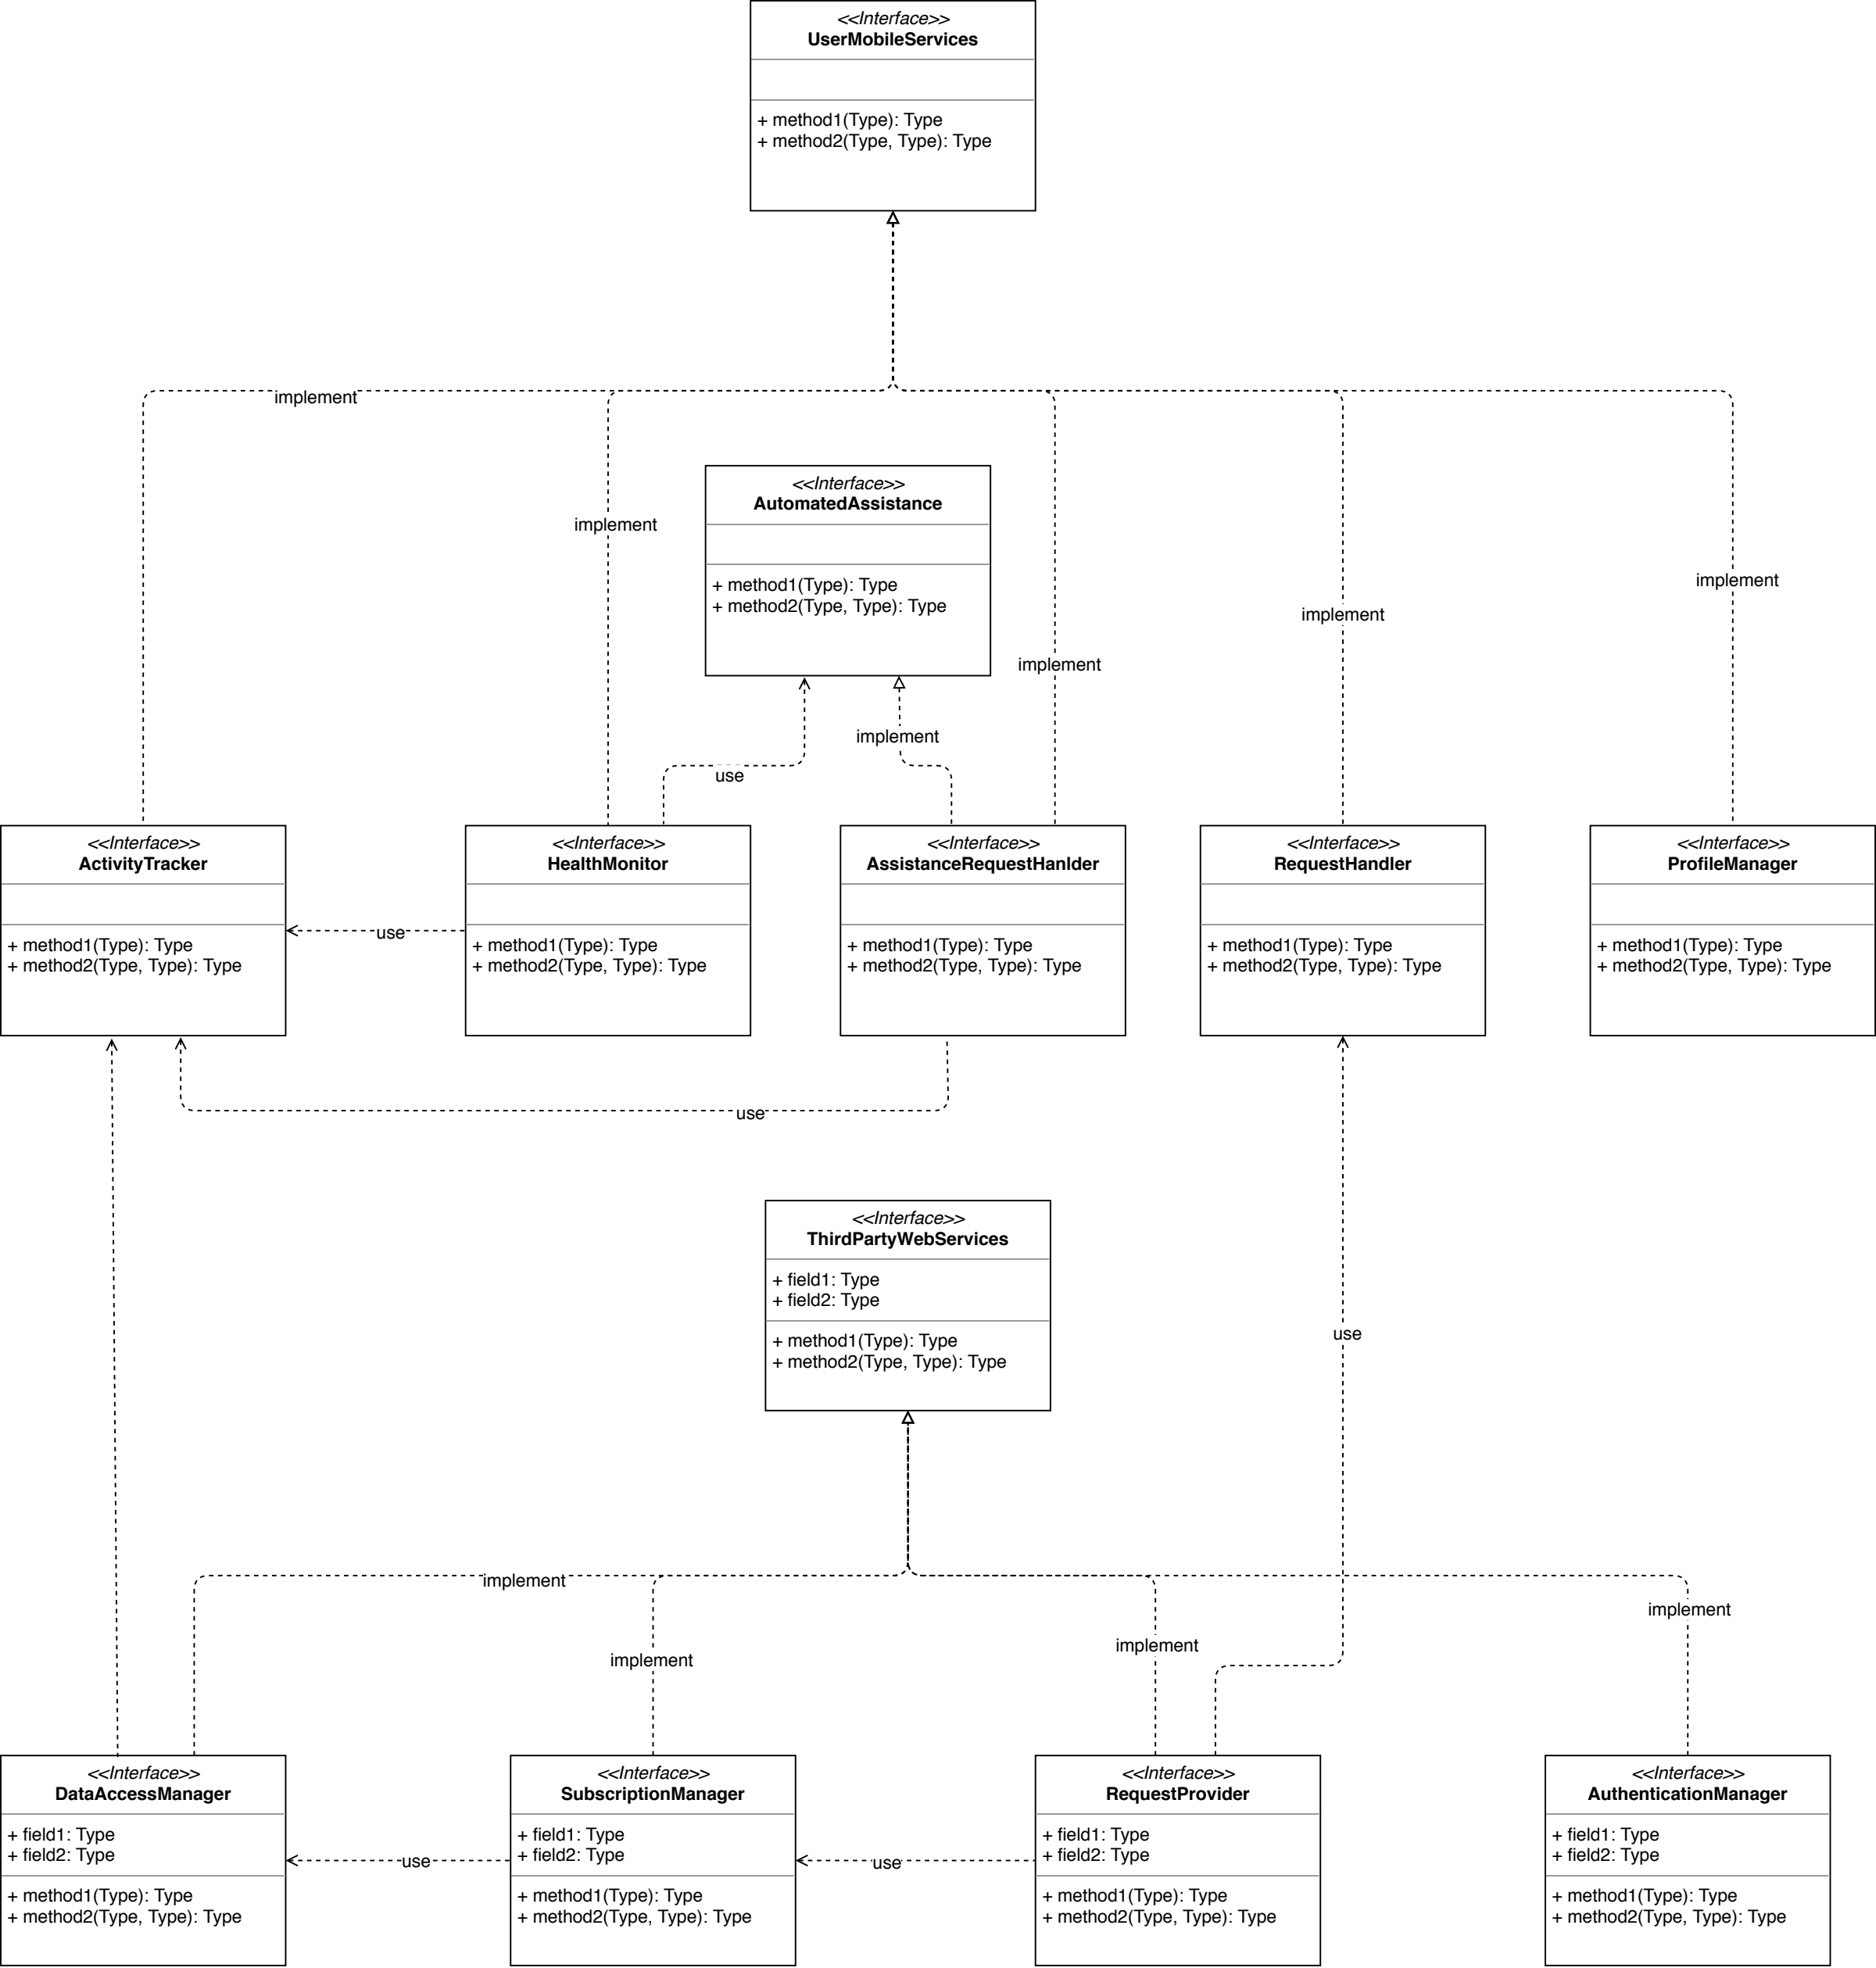 <<Interface>>
UserMobileServices
+ method1(Type): Type
+ method2(Type, Type): Type
implement
<<Interface>>
AutomatedAssistance
+ method1(Type): Type
+ method2(Type, Type): Type
implement
implement
implement
implement
implement
use
<<Interface>>
ActivityTracker
+ method1(Type): Type
+ method2(Type, Type): Type
use
<<Interface>>
HealthMonitor
+ method1(Type): Type
+ method2(Type, Type): Type
<<Interface>>
AssistanceRequestHanlder
+ method1(Type): Type
+ method2(Type, Type): Type
<<Interface>>
RequestHandler
+ method1(Type): Type
+ method2(Type, Type): Type
<<Interface>>
ProfileManager
+ method1(Type): Type
+ method2(Type, Type): Type
use
<<Interface>>
ThirdPartyWebServices
+ field1: Type
+ field2: Type
+ method1(Type): Type
+ method2(Type, Type): Type
use
implement
implement
implement
implement
<<Interface>>
DataAccessManager
+ field1: Type
+ field2: Type
+ method1(Type): Type
+ method2(Type, Type): Type
use
<<Interface>>
SubscriptionManager
+ field1: Type
+ field2: Type
+ method1(Type): Type
+ method2(Type, Type): Type
use
<<Interface>>
RequestProvider
+ field1: Type
+ field2: Type
+ method1(Type): Type
+ method2(Type, Type): Type
<<Interface>>
AuthenticationManager
+ field1: Type
+ field2: Type
+ method1(Type): Type
+ method2(Type, Type): Type